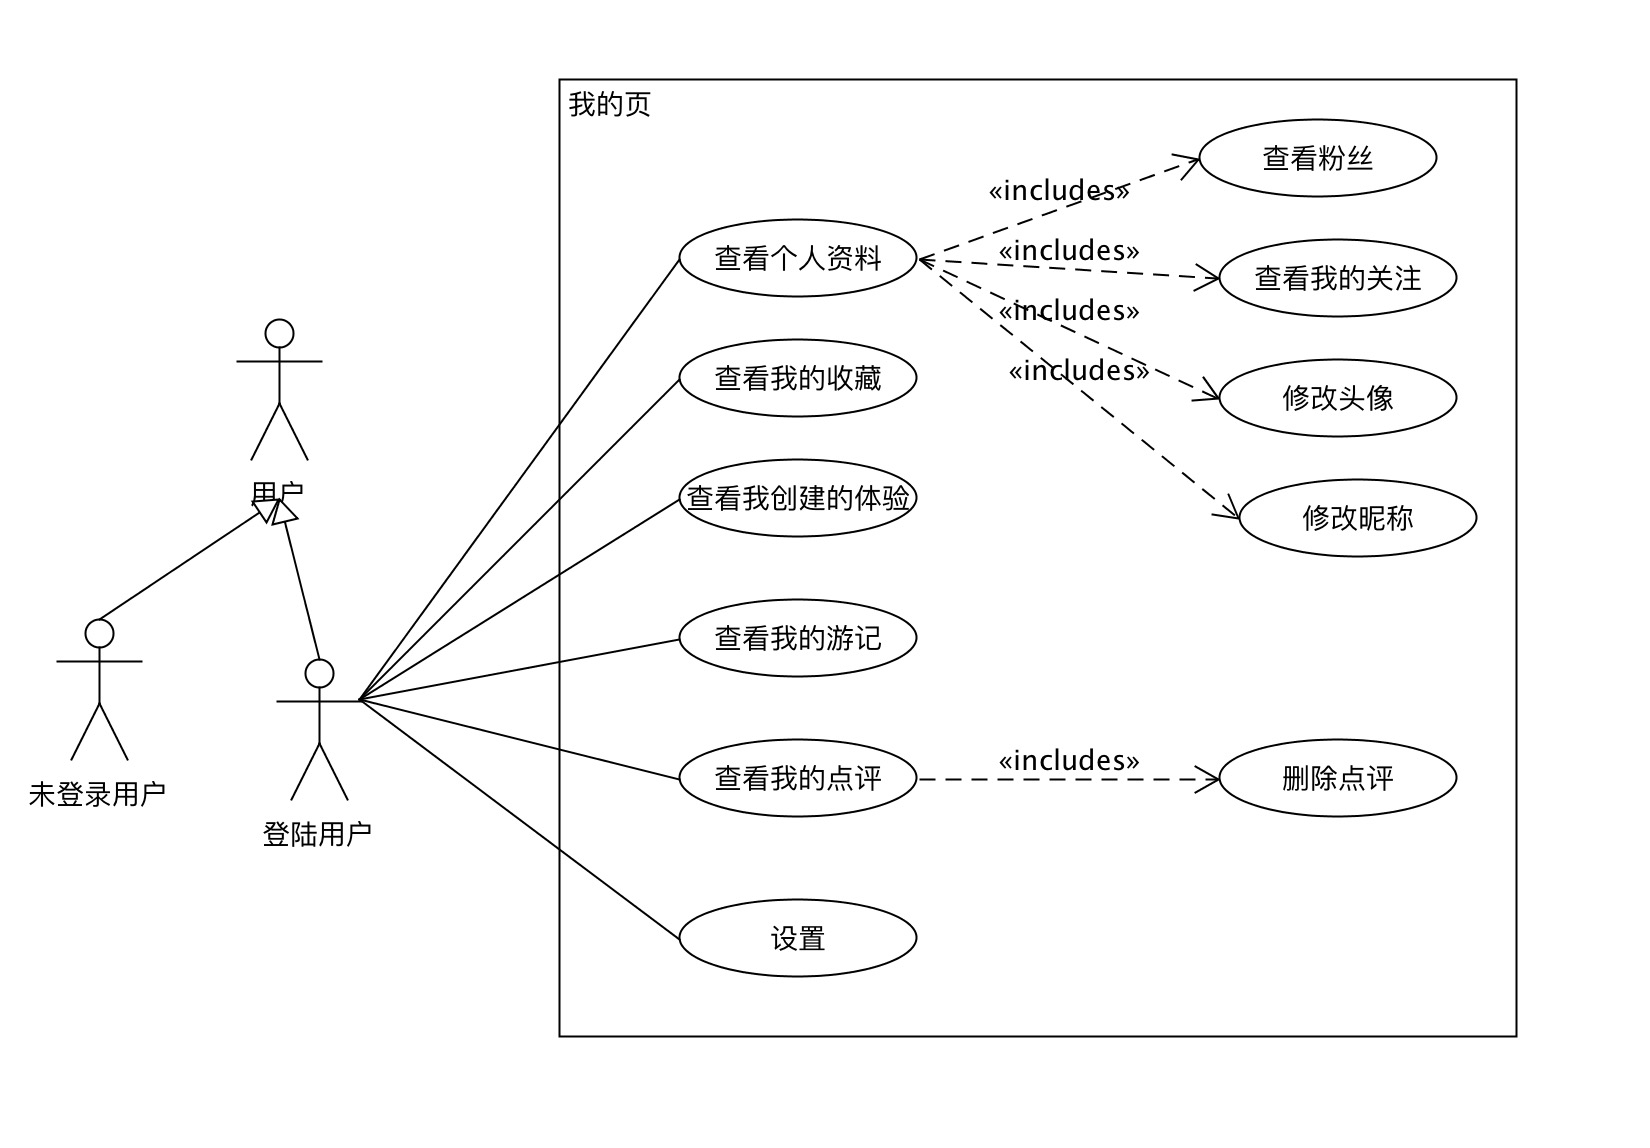 我的页
查看粉丝
«includes»
查看个人资料
«includes»
查看我的关注
«includes»
«includes»
查看我的收藏
修改头像
用户
查看我创建的体验
修改昵称
查看我的游记
未登录用户
查看我的点评
«includes»
删除点评
登陆用户
设置